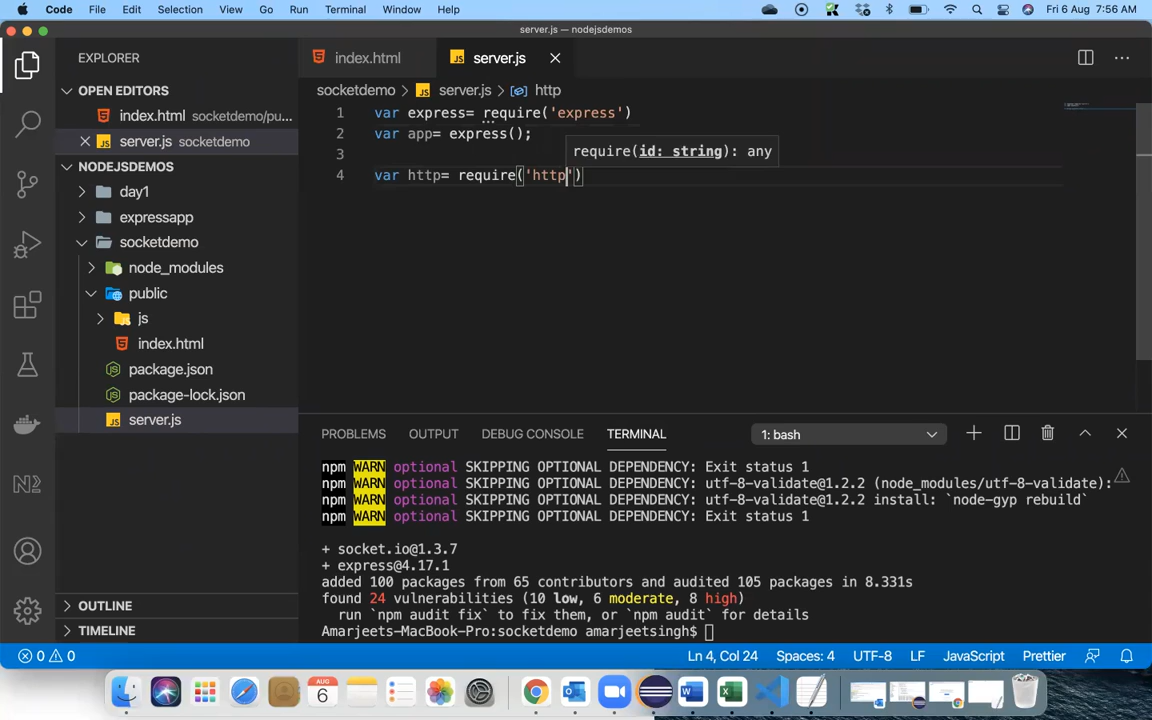 Code File Edit Selection View Go Run Terminal Window Help Fri 6 Aug 7:56 AM
server.js — nodejsdemos
EXPLORER
OPEN EDITORS
index.html socketdemo/pu...
server.js socketdemo
NODEJSDEMOS
day1
expressapp
socketdemo
node_modules
public
js
index.html
package.json
package-lock.json
server.js
OUTLINE
TIMELINE
index.html server.js
socketdemo > server.js > http
1 var express= require('express')
2 var app= express();
3
require(id: string): any
4 var http= require('http')
PROBLEMS OUTPUT DEBUG CONSOLE TERMINAL 1: bash
npm WARN optional SKIPPING OPTIONAL DEPENDENCY: Exit status 1
npm WARN optional SKIPPING OPTIONAL DEPENDENCY: utf-8-validate@1.2.2 (node_modules/utf-8-validate):
npm WARN optional SKIPPING OPTIONAL DEPENDENCY: utf-8-validate@1.2.2 install: `node-gyp rebuild`
npm WARN optional SKIPPING OPTIONAL DEPENDENCY: Exit status 1
+ socket.io@1.3.7
+ express@4.17.1
added 100 packages from 65 contributors and audited 105 packages in 8.331s
found 24 vulnerabilities (10 low, 6 moderate, 8 high)
run `npm audit fix` to fix them, or `npm audit` for details
Amarjeets-MacBook-Pro:socketdemo amarjeetsingh$
0 0 Ln 4, Col 24 Spaces: 4 UTF-8 LF JavaScript Prettier
AUG
6